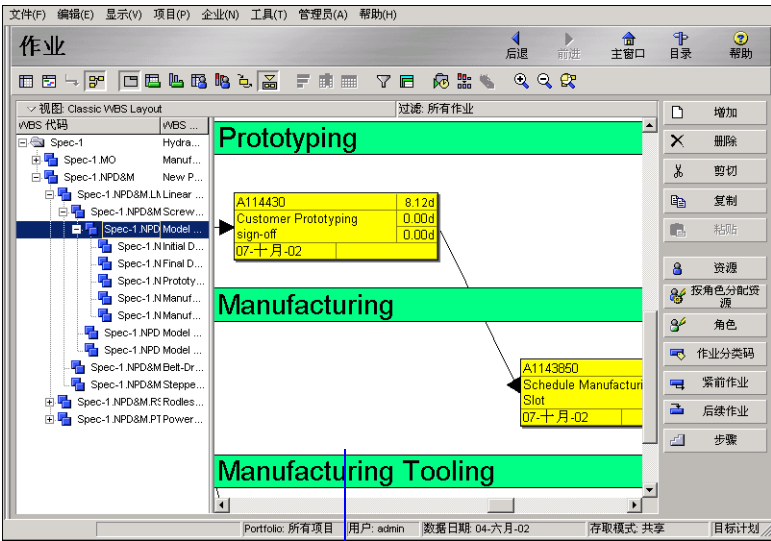 文件(F) 编辑(E) 显示(V) 项目(P) 企业(N) 工具(T) 管理员(A) 帮助(H)
作业
后退 前进 主窗口 目录 帮助
视图: Classic WBS Layout 过滤: 所有作业
WBS 代码 WBS ...
Spec-1 Hydra...
Spec-1.MO Manuf...
Spec-1.NPD&M New P...
Spec-1.NPD&M.LM Linear ...
Spec-1.NPD&M Screw...
Spec-1.NPD Model ...
Spec-1.N Initial D...
Spec-1.N Final D...
Spec-1.N Prototy...
Spec-1.N Manuf...
Spec-1.N Manuf...
Spec-1.NPD Model ...
Spec-1.NPD Model ...
Spec-1.NPD&M Belt-Dr...
Spec-1.NPD&M Steppe...
Spec-1.NPD&M.RS Rodles...
Spec-1.NPD&M.PT Power...
Prototyping
A114430 8.12d
Customer Prototyping 0.00d
sign-off 0.00d
07-十月-02
Manufacturing
A1143850
Schedule Manufacturi
Slot
07-十月-02
Manufacturing Tooling
增加
删除
剪切
复制
粘贴
资源
按角色分配资
源
角色
作业分类码
紧前作业
后续作业
步骤
Portfolio: 所有项目 用户: admin 数据日期: 04-六月-02 存取模式: 共享 目标计划